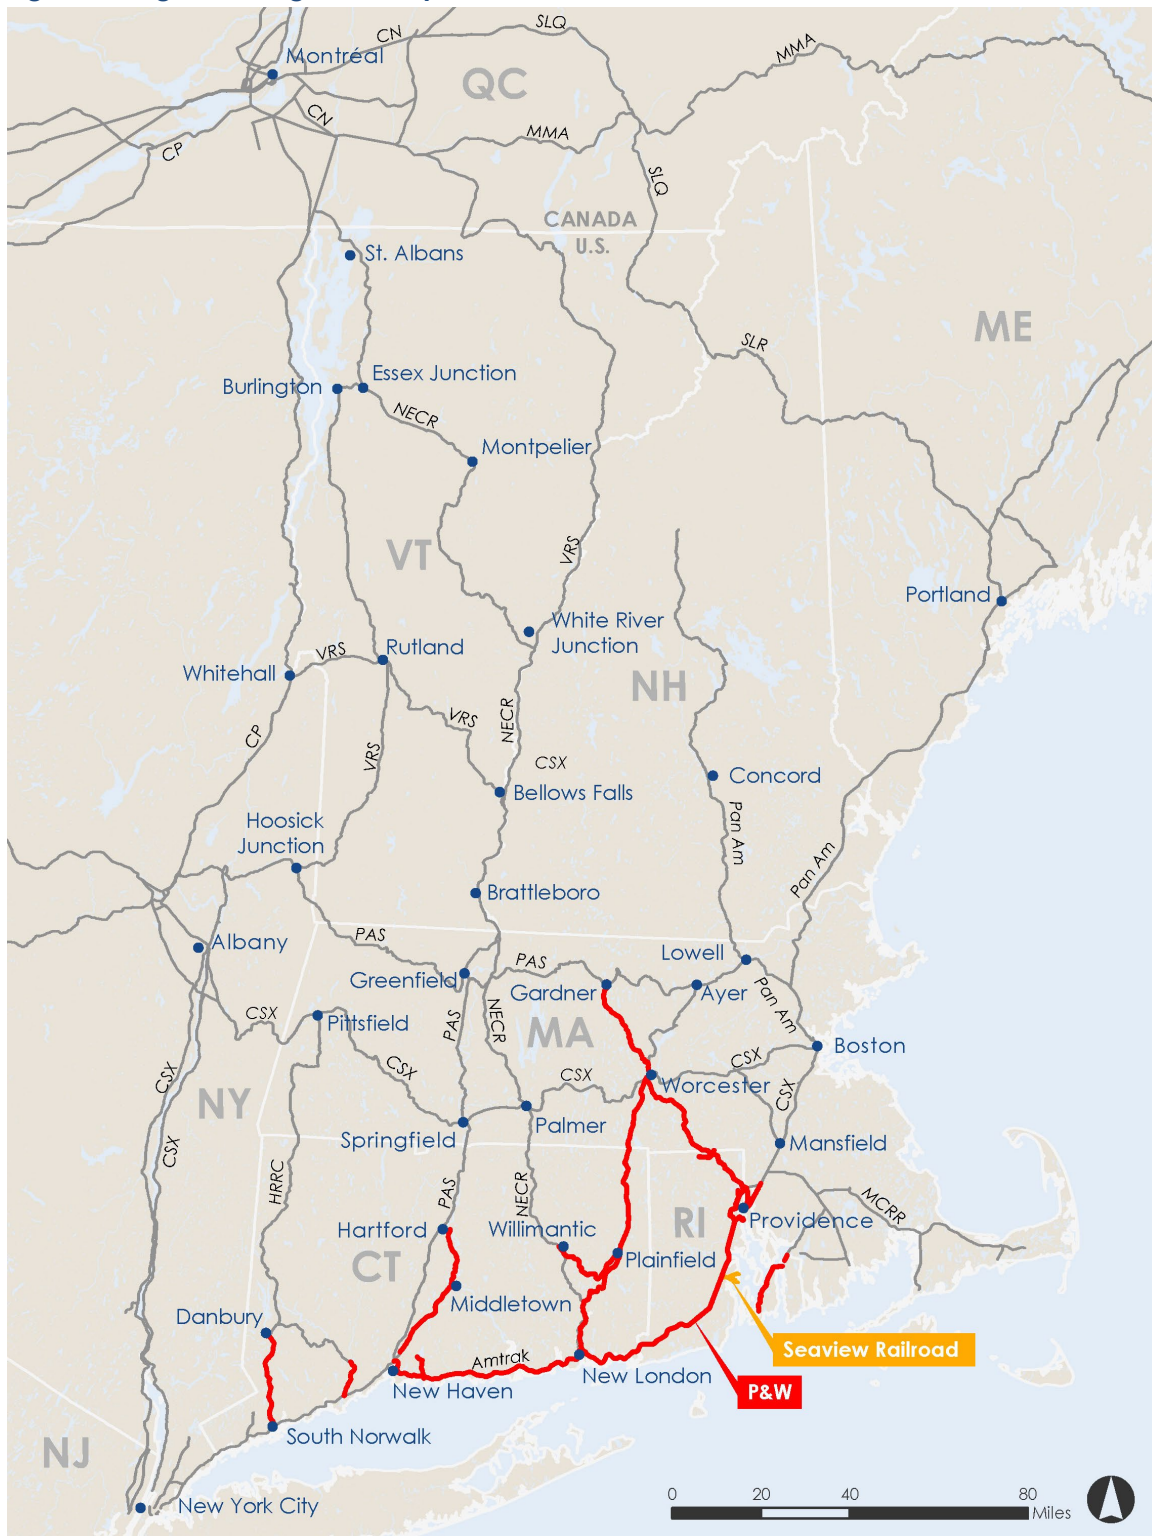 SLQ
CN
MMA
Montréal
QC
CN
MMA
CP
SLQ
CANADA
U.S.
St. Albans
ME
SLR
Essex Junction
Burlington
NECR
Montpelier
VT
VRS
Portland
White River
Junction
Rutland
VRS
Whitehall
NH
VRS
NECR
CP
VRS
CSX
Concord
Bellows Falls
Hoosick
Junction
Pan Am
Pan Am
Brattleboro
PAS
Albany
Lowell
PAS
Greenfield
Gardner
Ayer
Pan Am
CSX
Pittsfield
PAS
NECR
MA
Boston
CSX
CSX
CSX
CSX
Worcester
CSX
NY
Palmer
Springfield
Mansfield
CSX
HRRC
PAS
NECR
MCRR
Hartford
Willimantic
RI
Providence
CT
Plainfield
Middletown
Danbury
Seaview Railroad
Amtrak
New London
P&W
New Haven
South Norwalk
NJ
New York City
0 20 40 80
Miles